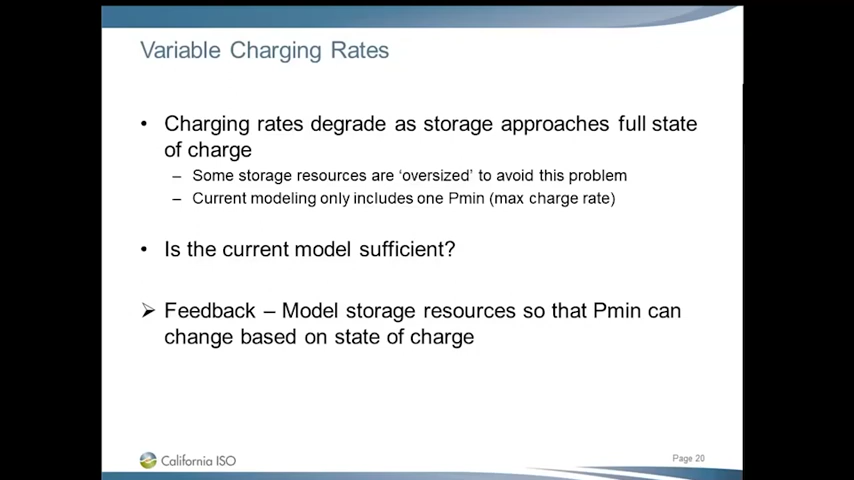 Variable Charging Rates
• Charging rates degrade as storage approaches full state
of charge
– Some storage resources are ‘oversized’ to avoid this problem
– Current modeling only includes one Pmin (max charge rate)
• Is the current model sufficient?
➢ Feedback – Model storage resources so that Pmin can
change based on state of charge
California ISO
Page 20